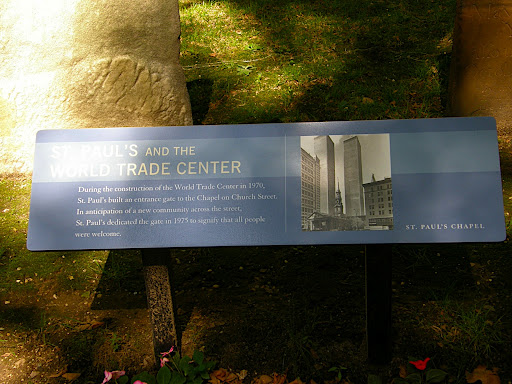 ST. PAUL'S AND THE
WORLD TRADE CENTER
During the construction of the World Trade Center in 1970,
St. Paul's built an entrance gate to the Chapel on Church Street.
In anticipation of a new community across the street,
St. Paul's dedicated the gate in 1975 to signify that all people
were welcome.
ST. PAUL'S CHAPEL